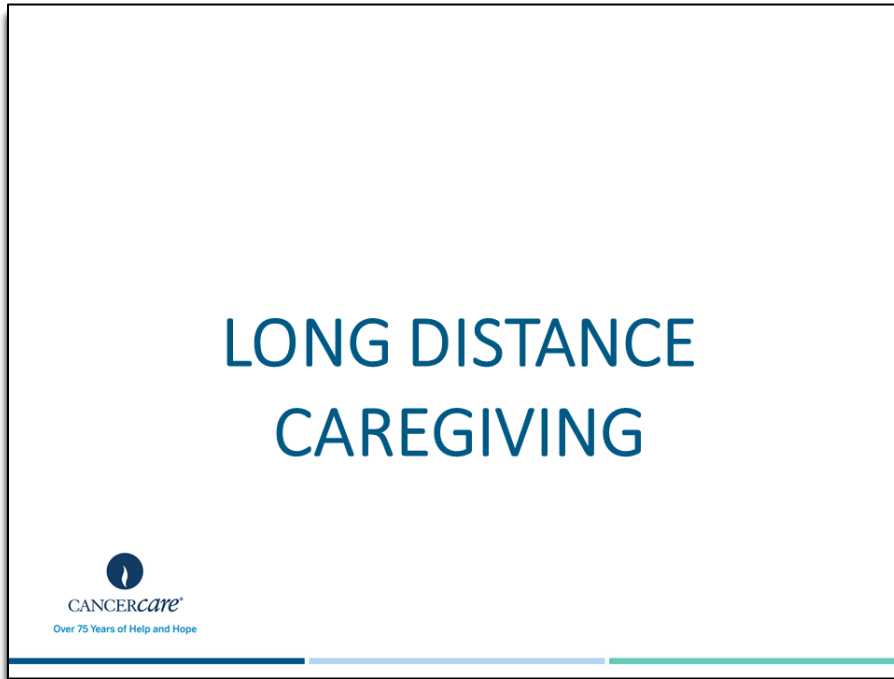 LONG DISTANCE
CAREGIVING
CANCERcare®
Over 75 Years of Help and Hope